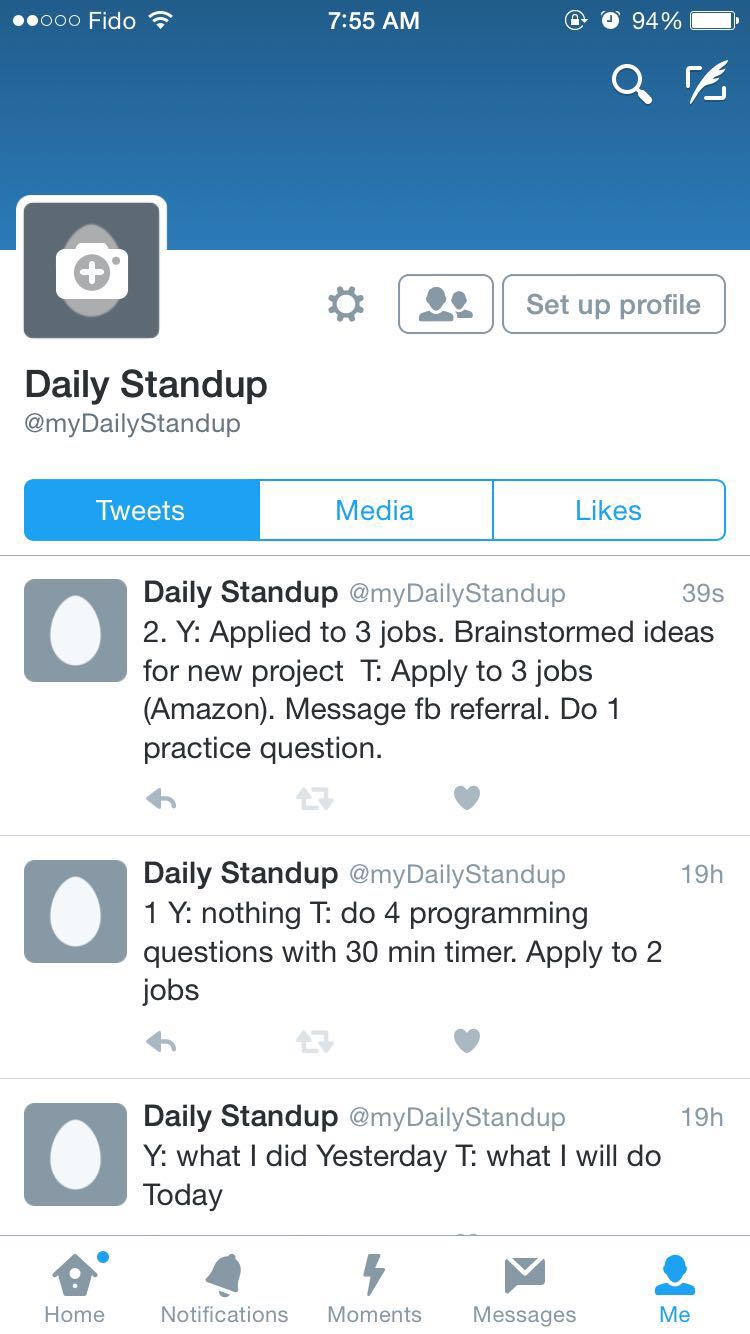 Fido 7:55 AM 94%
Set up profile
Daily Standup
@myDailyStandup
Tweets Media Likes
Daily Standup @myDailyStandup 39s
2. Y: Applied to 3 jobs. Brainstormed ideas
for new project  T: Apply to 3 jobs
(Amazon). Message fb referral. Do 1
practice question.
Daily Standup @myDailyStandup 19h
1 Y: nothing T: do 4 programming
questions with 30 min timer. Apply to 2
jobs
Daily Standup @myDailyStandup 19h
Y: what I did Yesterday T: what I will do
Today
Home Notifications Moments Messages Me